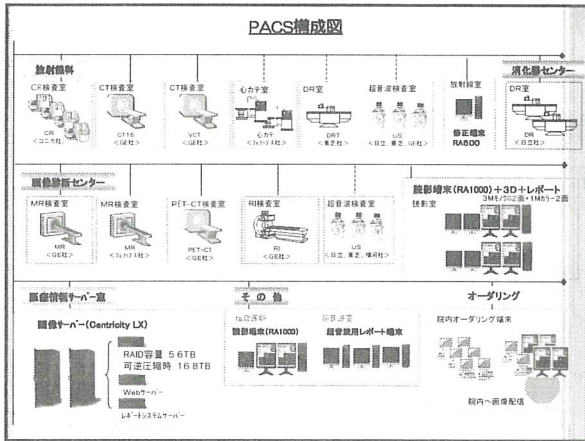 PACS構成図
放射線科
消化器センター
CR検査室
CT検査室
CT検査室
心カテ室
DR室
超音波検査室
放射線室
DR室
CR
<コニカ社>
CT16
<GE社>
VCT
<GE社>
心カテ
<フィリップス社>
DRT
<東芝社>
US
<日立、東芝、GE社>
修正端末
RA600
DR
<日立社>
画像診断センター
MR検査室
MR検査室
PET-CT検査室
RI検査室
超音波検査室
読影端末(RA1000)+3D+レポート
3Mモノクロ2面+1Mカラー2面
読影室
MR
<GE社>
MR
<フィリップス社>
PET-CT
<GE社>
RI
<GE社>
US
<日立、東芝、横河社>
医療情報サーバー室
その他
オーダリング
画像サーバー(Centricity LX)
読影端末(RA1000)
超音波用レポート端末
院内オーダリング端末
RAID容量 5.6TB
可逆圧縮時 16.8TB
Webサーバー
レポートシステムサーバー
院内へ画像配信